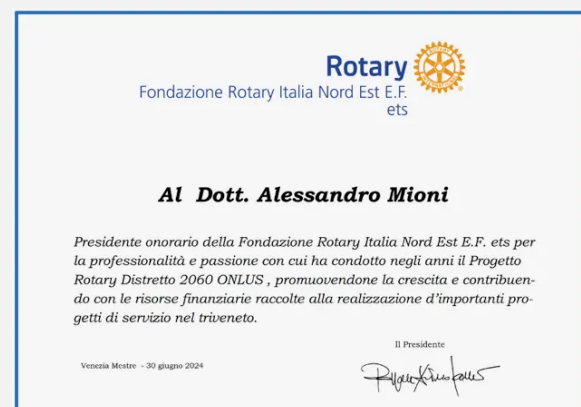 Rotary
Fondazione Rotary Italia Nord Est E.F.
ets
Al Dott. Alessandro Mioni
Presidente onorario della Fondazione Rotary Italia Nord Est E.F. ets per
la professionalità e passione con cui ha condotto negli anni il Progetto
Rotary Distretto 2060 ONLUS , promuovendone la crescita e contribuen-
do con le risorse finanziarie raccolte alla realizzazione d'importanti pro-
getti di servizio nel triveneto.
Il Presidente
Venezia Mestre - 30 giugno 2024